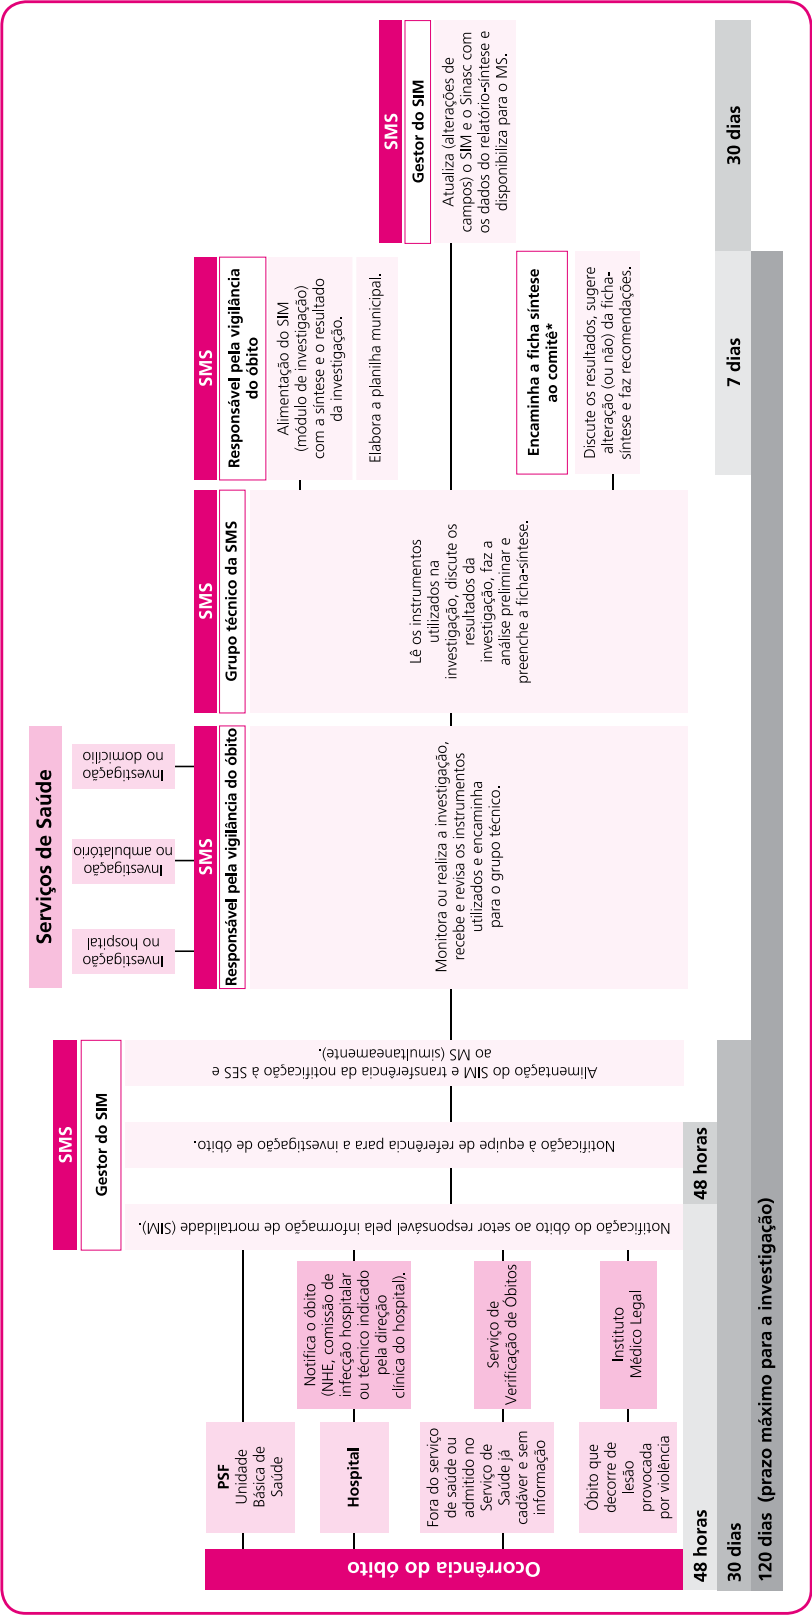 Ocorrência do óbito
PSF
Unidade
Básica de
Saúde
Hospital
Fora do serviço
de saúde ou
admitido no
Serviço de
Saúde já
cadáver e sem
informação
Óbito que
decorre de
lesão
provocada
por violência
Notifica o óbito
(NHE, comissão de
infecção hospitalar
ou técnico indicado
pela direção
clínica do hospital).
Serviço de
Verificação de Óbitos
Instituto
Médico Legal
SMS
Gestor do SIM
Notificação do óbito ao setor responsável pela informação de mortalidade (SIM).
Notificação à equipe de referência para a investigação de óbito.
Alimentação do SIM e transferência da notificação à SES e
ao MS (simultaneamente).
Serviços de Saúde
Investigação
no hospital
Investigação
no ambulatório
Investigação
no domicílio
SMS
Responsável pela vigilância do óbito
Monitora ou realiza a investigação,
recebe e revisa os instrumentos
utilizados e encaminha
para o grupo técnico.
SMS
Grupo técnico da SMS
Lê os instrumentos
utilizados na
investigação, discute os
resultados da
investigação, faz a
análise preliminar e
preenche a ficha-síntese.
SMS
Responsável pela vigilância
do óbito
Alimentação do SIM
(módulo de investigação)
com a síntese e o resultado
da investigação.
Elabora a planilha municipal.
Encaminha a ficha síntese
ao comitê*
Discute os resultados, sugere
alteração (ou não) da ficha-
síntese e faz recomendações.
SMS
Gestor do SIM
Atualiza (alterações de
campos) o SIM e o Sinasc com
os dados do relatório-síntese e
disponibiliza para o MS.
48 horas
48 horas
30 dias
7 dias
30 dias
120 dias (prazo máximo para a investigação)